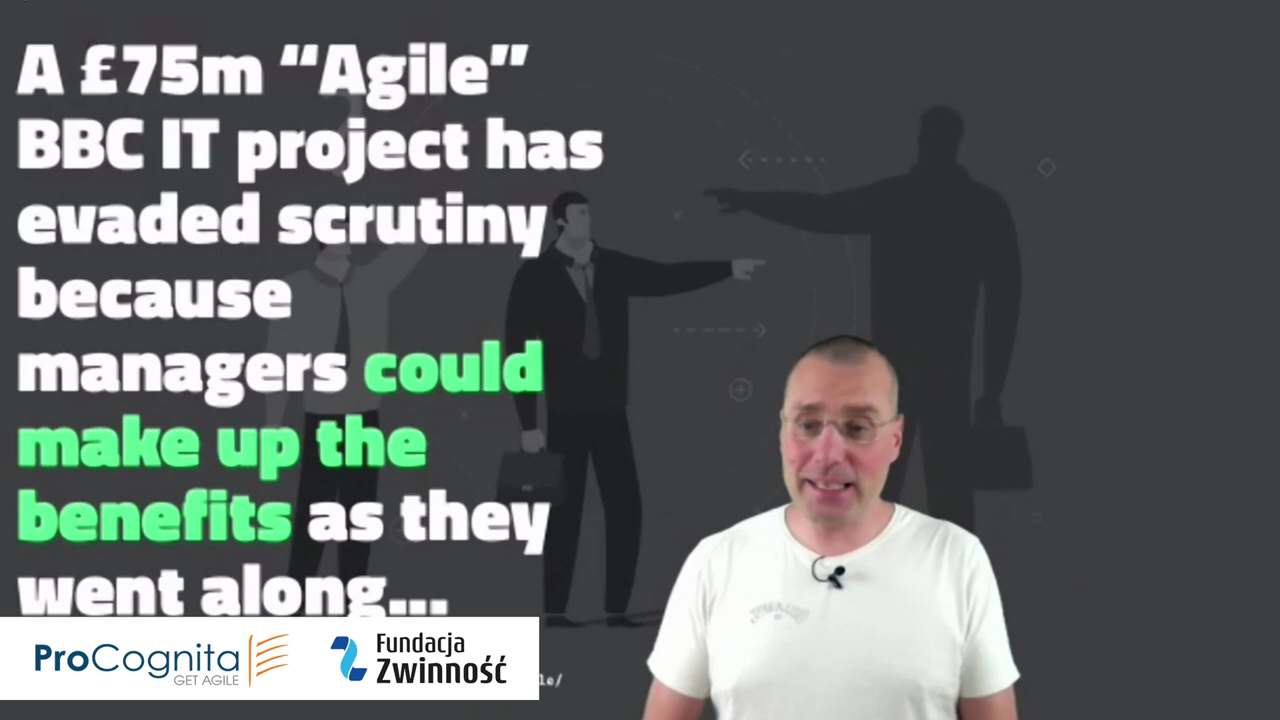 A £75m “Agile”
BBC IT project has
evaded scrutiny
because
managers could
make up the
benefits as they
went along...
ProCognita
GET AGILE
Fundacja
Zwinność
le/